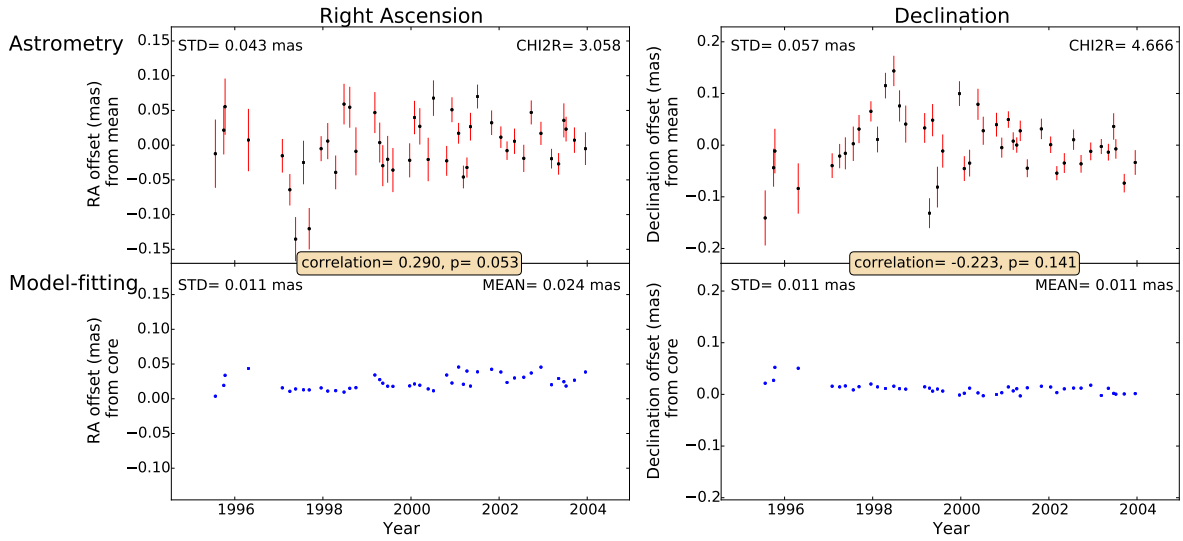 Right Ascension
Declination
Astrometry
STD= 0.043 mas
CHI2R= 3.058
STD= 0.057 mas
CHI2R= 4.666
RA offset (mas)
from mean
0.15
0.10
0.05
0.00
−0.05
−0.10
−0.15
Declination offset (mas)
from mean
0.2
0.1
0.0
−0.1
−0.2
correlation= 0.290, p= 0.053
correlation= -0.223, p= 0.141
Model-fitting
STD= 0.011 mas
MEAN= 0.024 mas
STD= 0.011 mas
MEAN= 0.011 mas
RA offset (mas)
from core
0.15
0.10
0.05
0.00
−0.05
−0.10
Declination offset (mas)
from core
0.2
0.1
0.0
−0.1
−0.2
1996 1998 2000 2002 2004
Year
1996 1998 2000 2002 2004
Year